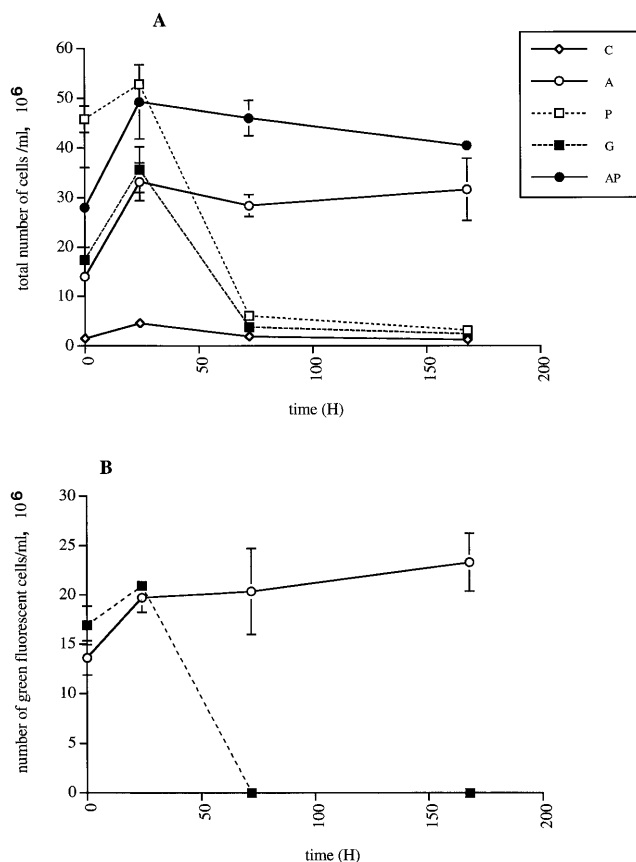 A
total number of cells /ml, 10⁶
60
50
40
30
20
10
0
0
50
100
150
200
time (H)
C
A
P
G
AP
B
number of green fluorescent cells/ml, 10⁶
30
25
20
15
10
5
0
0
50
100
150
200
time (H)